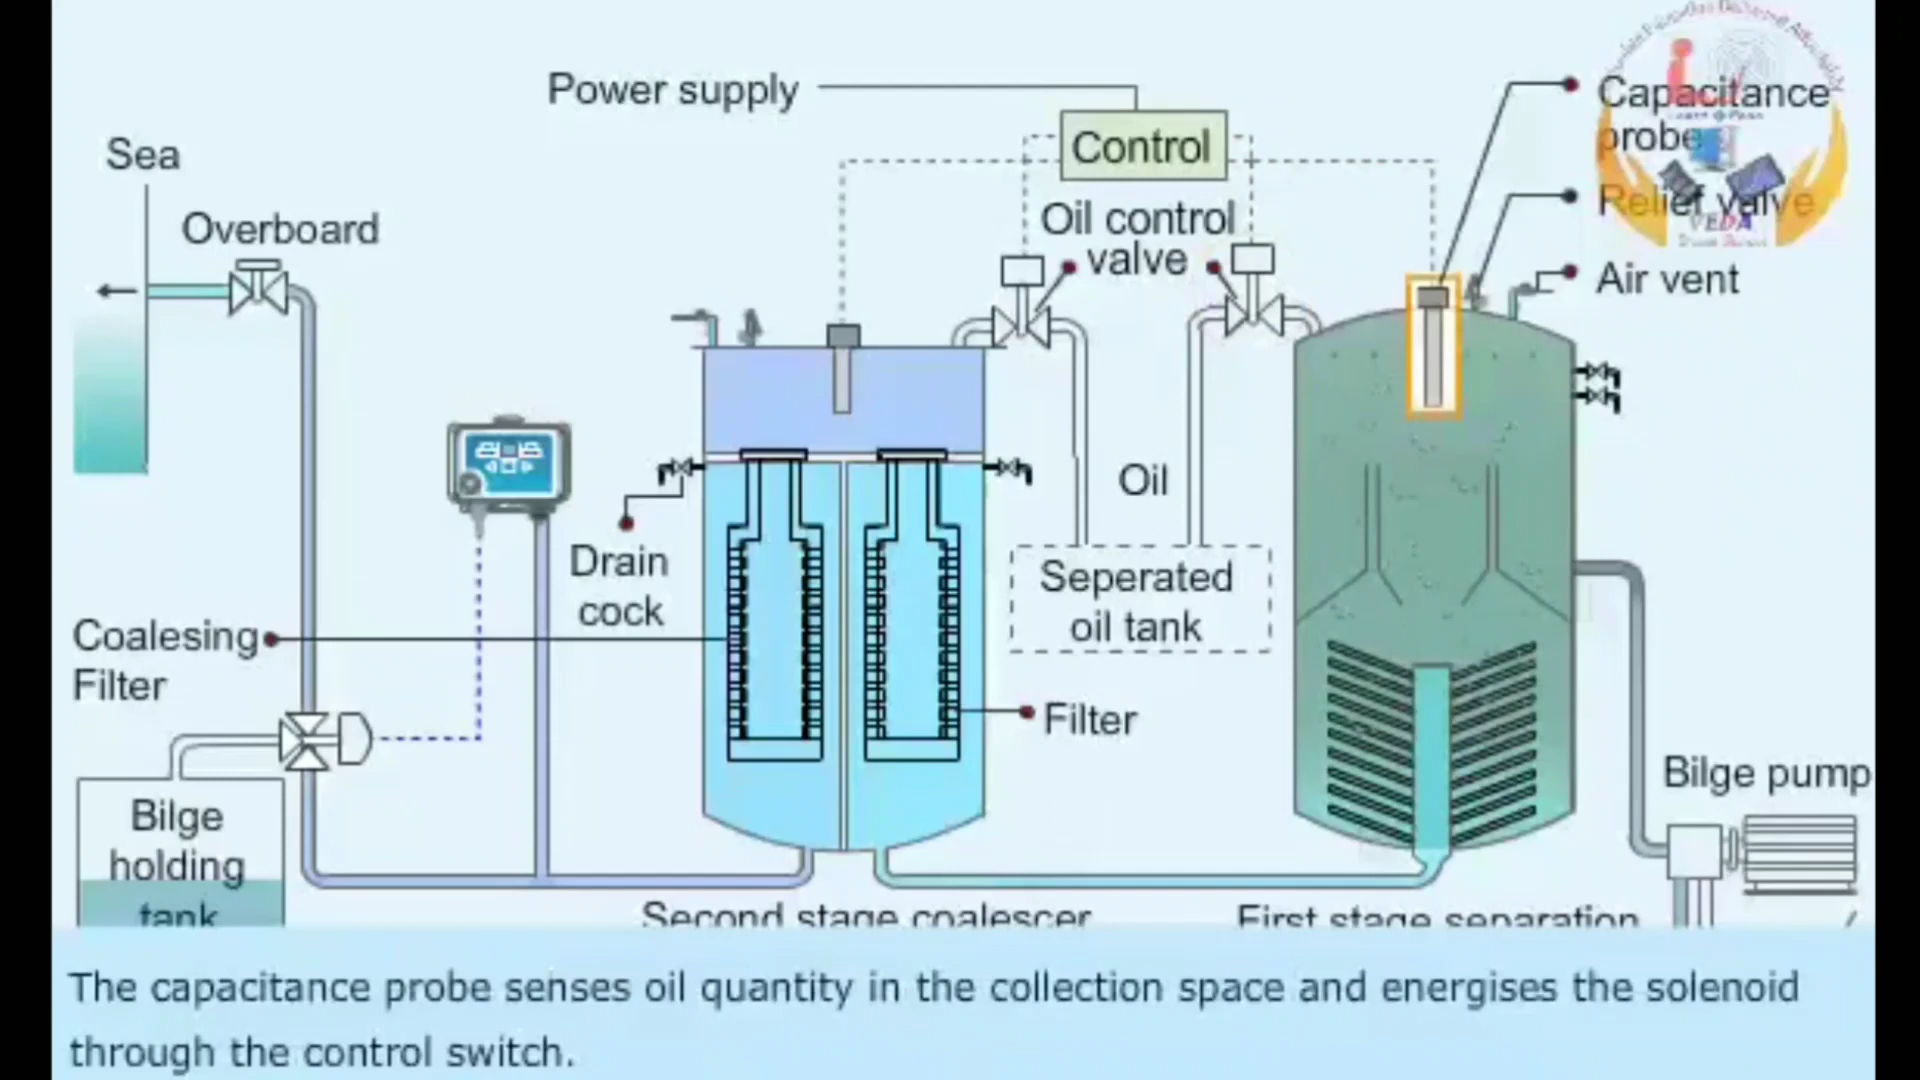 Power supply
Control
Capacitance
probe
Sea
Overboard
Oil control
valve
Relief valve
Air vent
VEDA
Oil
Drain
cock
Seperated
oil tank
Coalesing
Filter
Filter
Bilge pump
Bilge
holding
tank
Second stage coalescer
First stage separation
The capacitance probe senses oil quantity in the collection space and energises the solenoid
through the control switch.